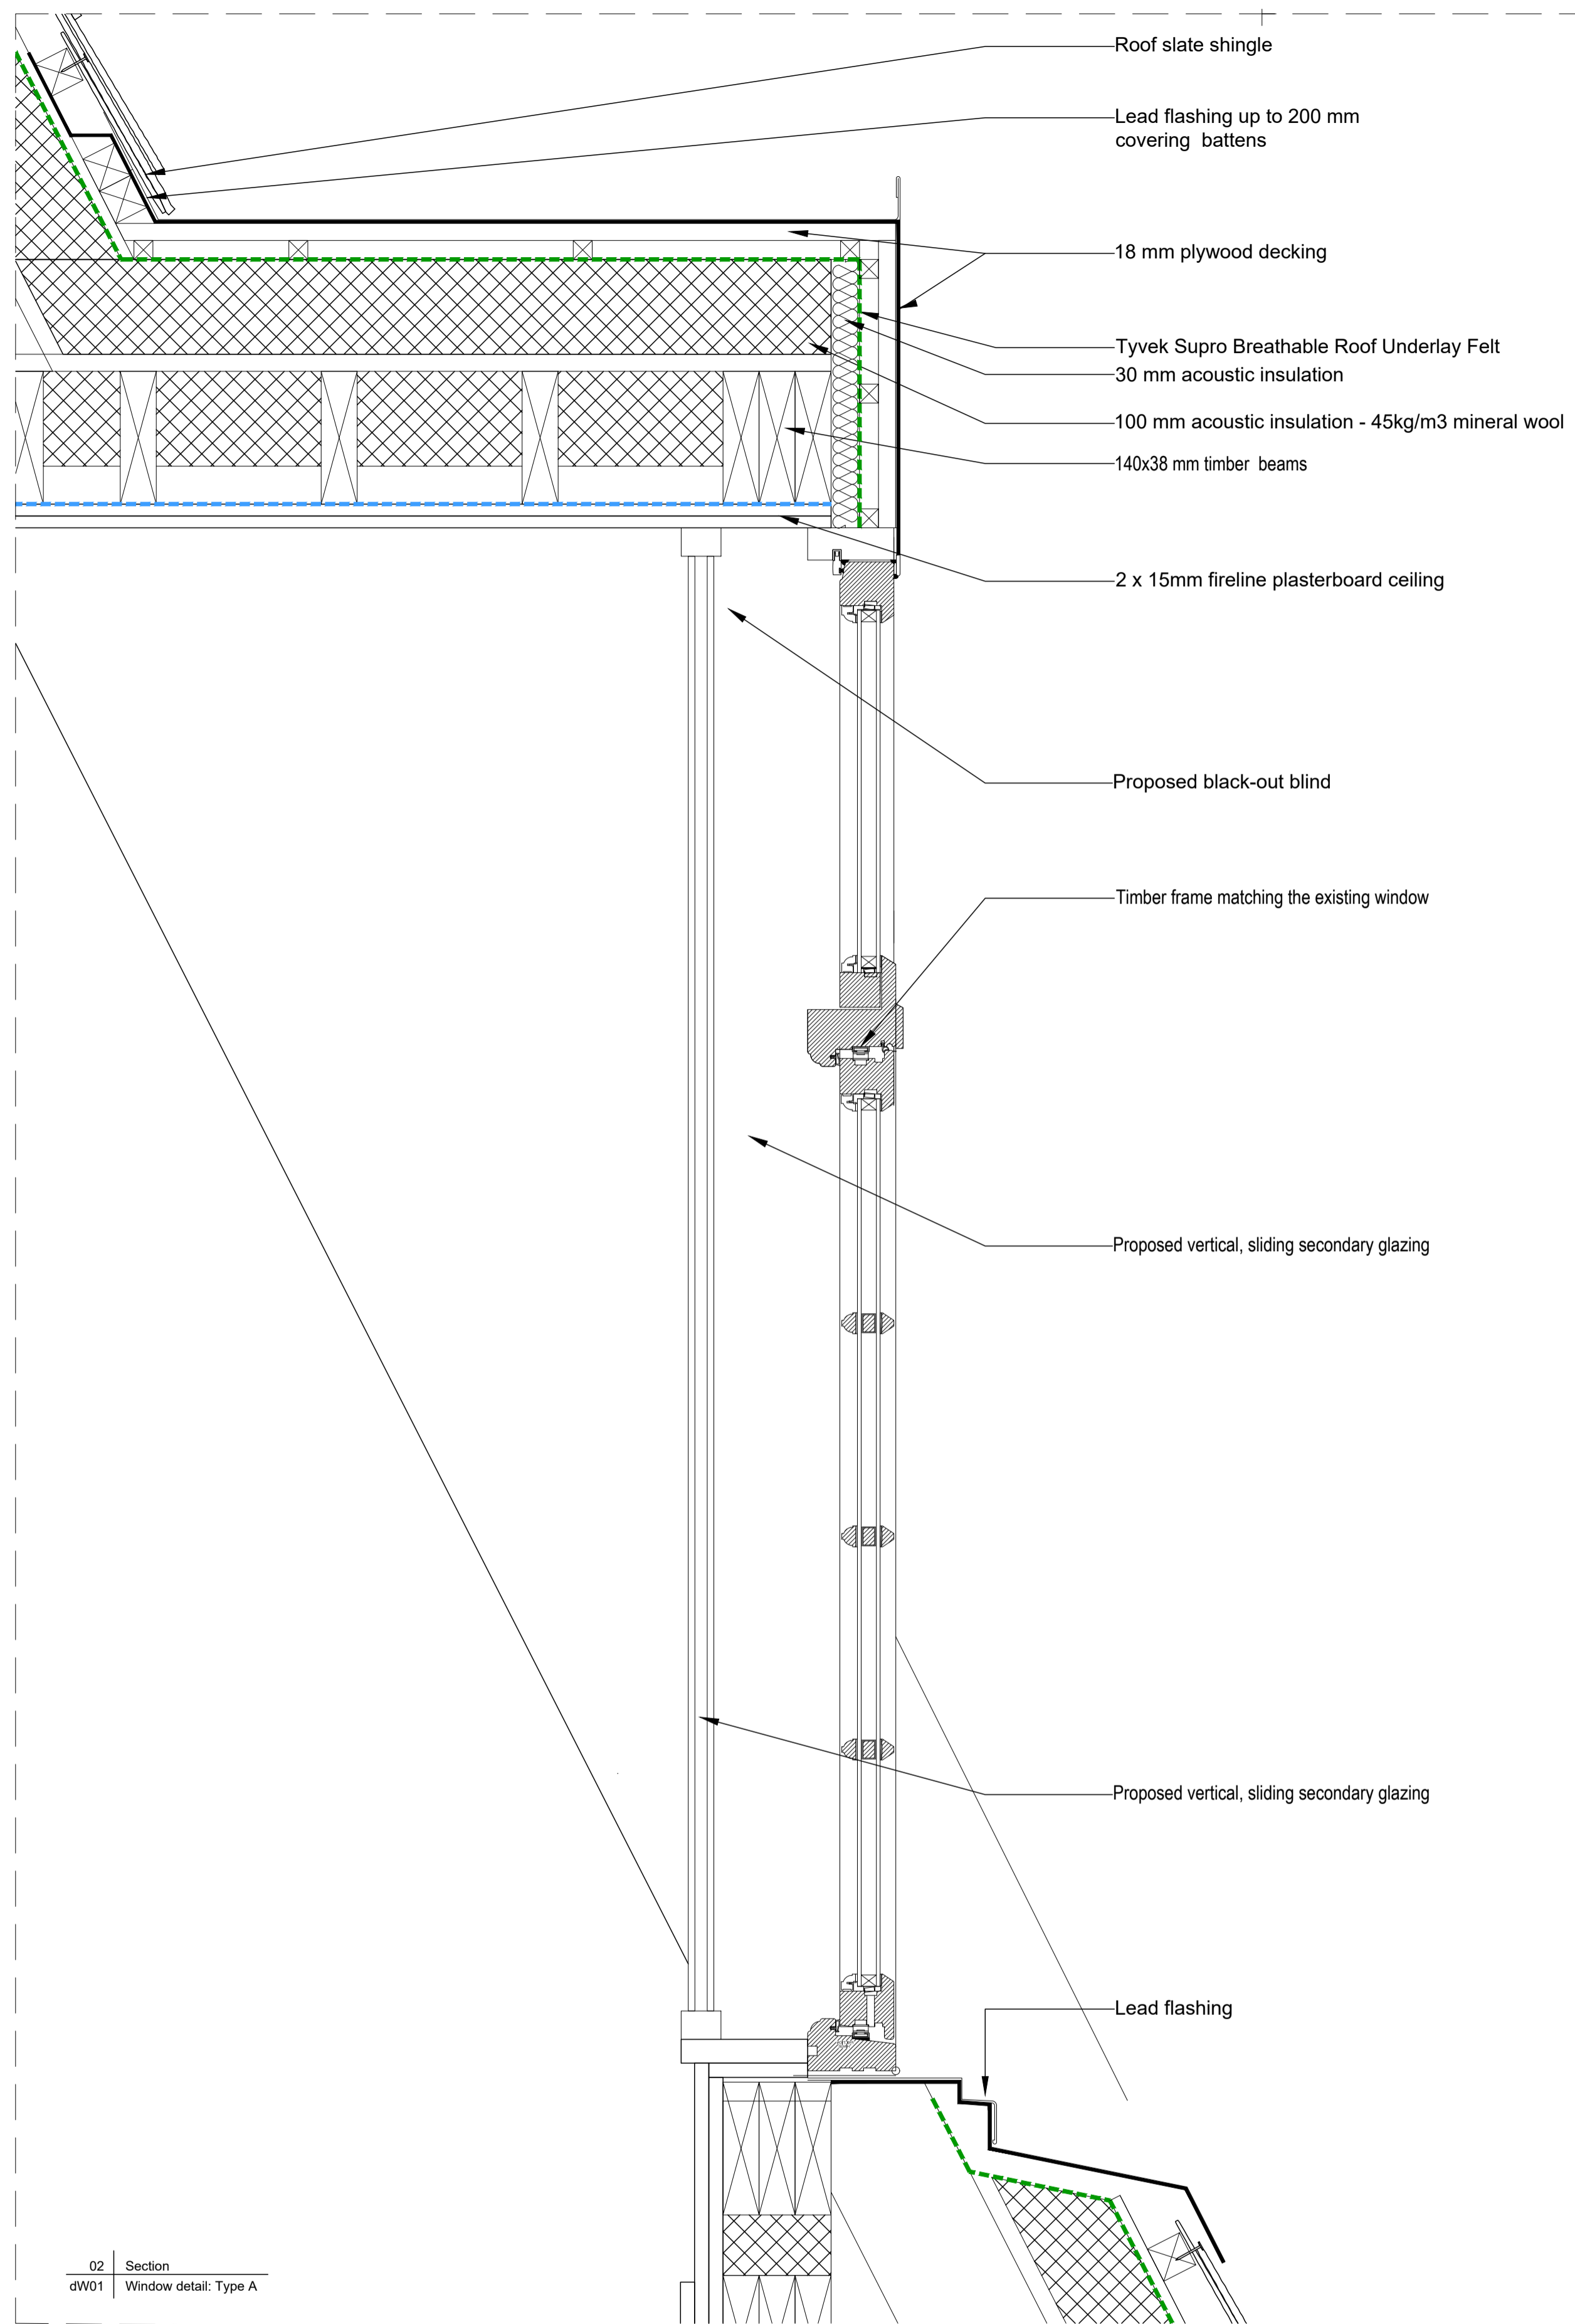 Roof slate shingle
Lead flashing up to 200 mm
covering battens
18 mm plywood decking
Tyvek Supro Breathable Roof Underlay Felt
30 mm acoustic insulation
100 mm acoustic insulation - 45kg/m3 mineral wool
140x38 mm timber beams
2 x 15mm fireline plasterboard ceiling
Proposed black-out blind
Timber frame matching the existing window
Proposed vertical, sliding secondary glazing
Proposed vertical, sliding secondary glazing
Lead flashing
02 Section
dW01 Window detail: Type A